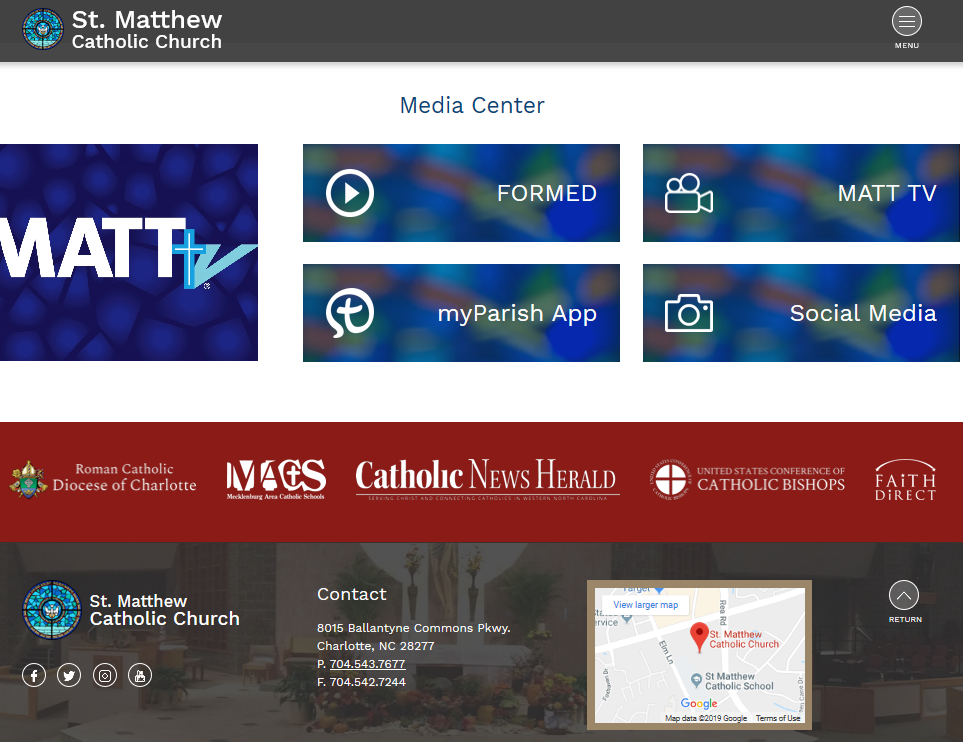 St. Matthew
Catholic Church
MENU
Media Center
MATT
tv
®
FORMED
MATT TV
myParish App
Social Media
Roman Catholic
Diocese of Charlotte
MACS
Mecklenburg Area Catholic Schools
Catholic News Herald
SERVING CHRIST AND CONNECTING CATHOLICS IN WESTERN NORTH CAROLINA
UNITED STATES CONFERENCE OF
CATHOLIC BISHOPS
FAiTH
DiRECT
St. Matthew
Catholic Church
Contact
8015 Ballantyne Commons Pkwy.
Charlotte, NC 28277
P. 704.543.7677
F. 704.542.7244
Target
View larger map
Rea Rd
St. Matthew
Catholic Church
Elm Ln
St Matthew
Catholic School
Google
Map data ©2019 Google Terms of Use
RETURN